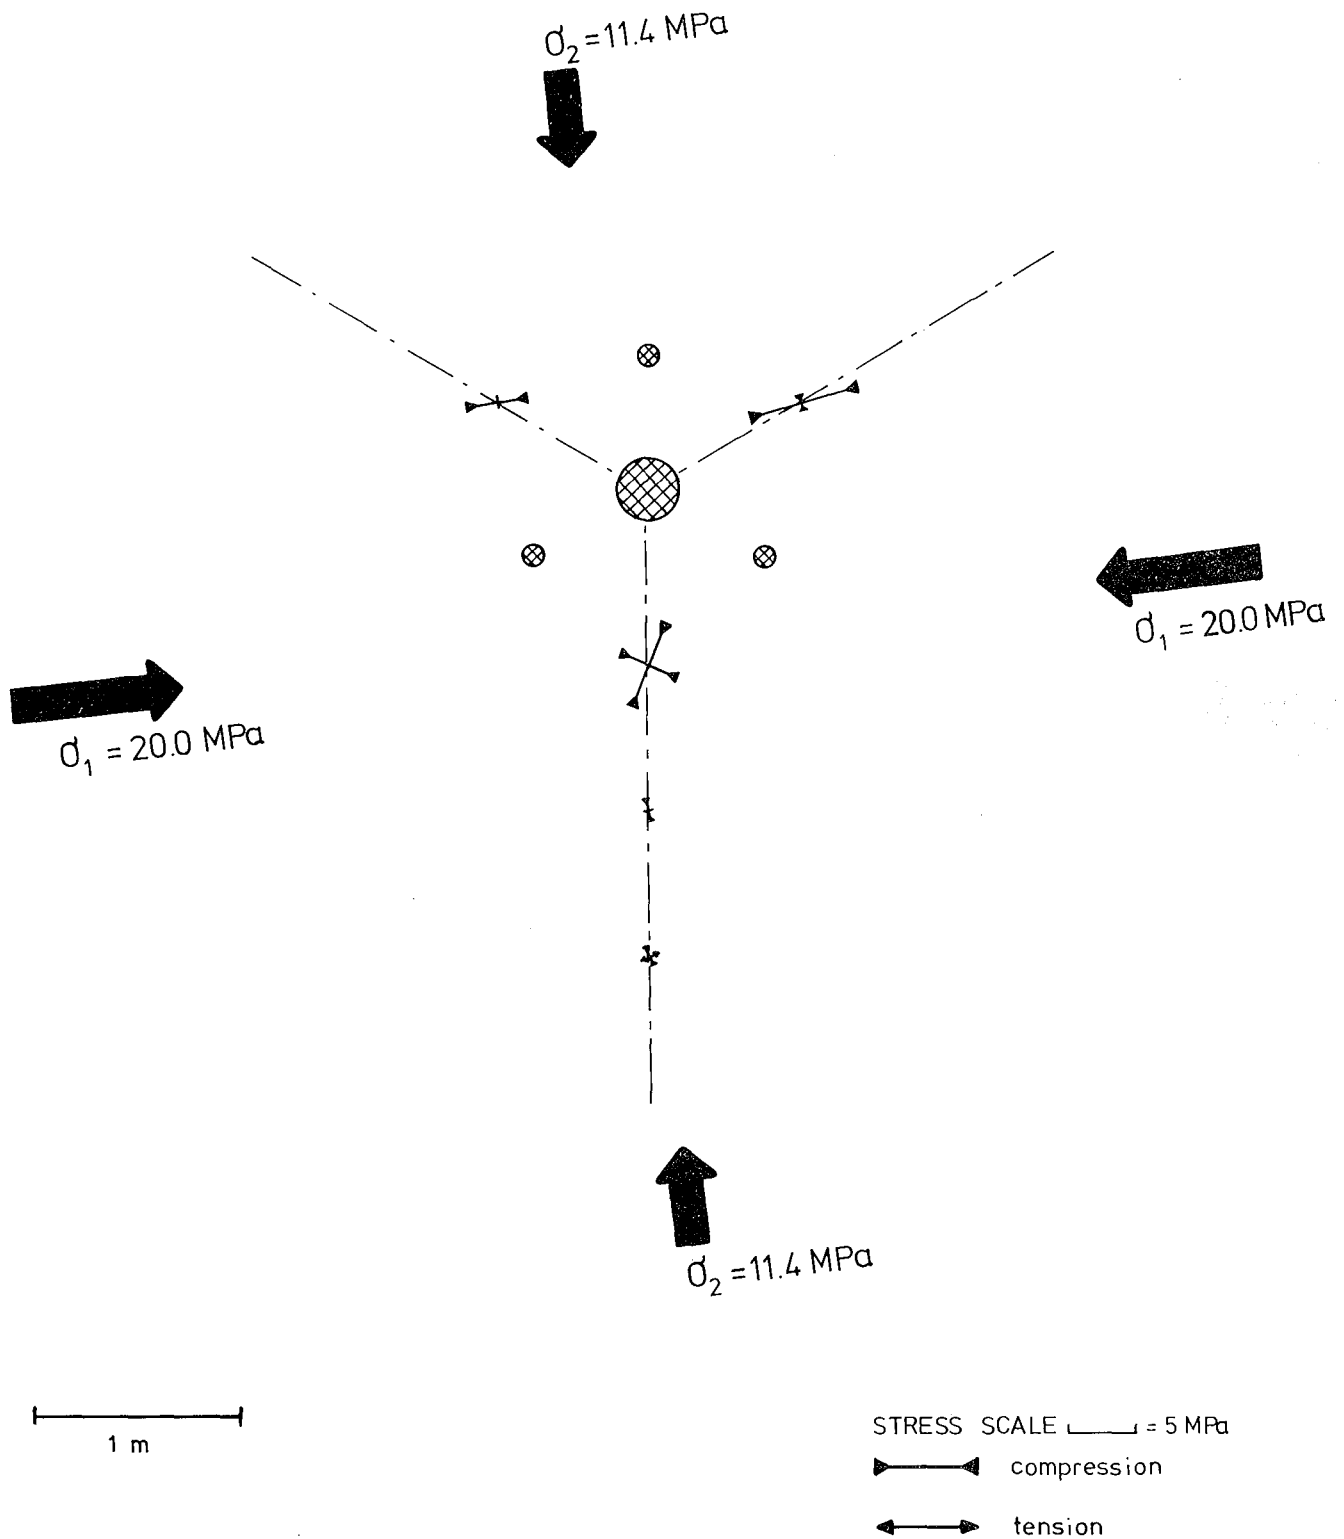 σ₂ = 11.4 MPa
σ₁ = 20.0 MPa
σ₁ = 20.0 MPa
σ₂ = 11.4 MPa
1 m
STRESS SCALE = 5 MPa
compression
tension